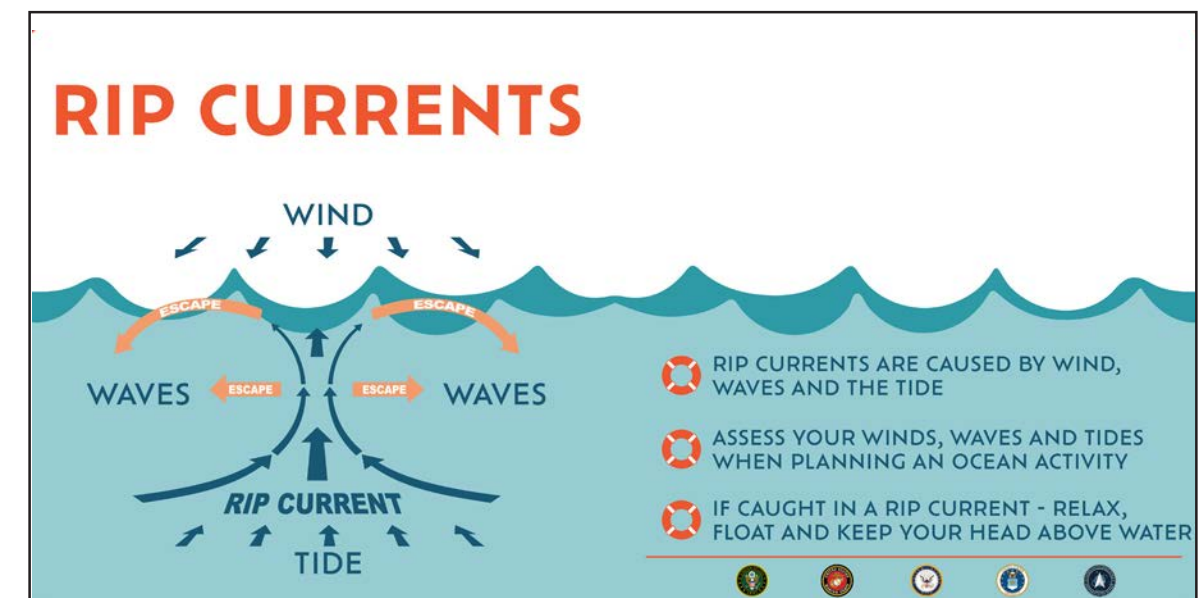 RIP CURRENTS
WIND
ESCAPE
ESCAPE
WAVES
ESCAPE
ESCAPE
WAVES
RIP CURRENT
TIDE
RIP CURRENTS ARE CAUSED BY WIND,
WAVES AND THE TIDE
ASSESS YOUR WINDS, WAVES AND TIDES
WHEN PLANNING AN OCEAN ACTIVITY
IF CAUGHT IN A RIP CURRENT - RELAX,
FLOAT AND KEEP YOUR HEAD ABOVE WATER